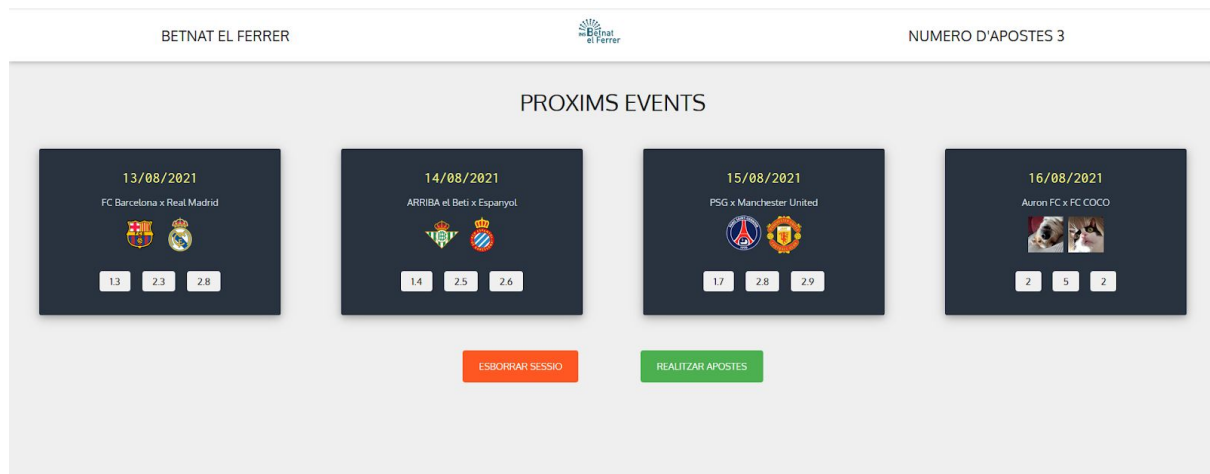 BETNAT EL FERRER
INS Betnat
el Ferrer
NUMERO D'APOSTES 3
PROXIMS EVENTS
13/08/2021
FC Barcelona x Real Madrid
1.3 2.3 2.8
14/08/2021
ARRIBA el Beti x Espanyol
1.4 2.5 2.6
15/08/2021
PSG x Manchester United
1.7 2.8 2.9
16/08/2021
Auron FC x FC COCO
2 5 2
ESBORRAR SESSIO
REALITZAR APOSTES